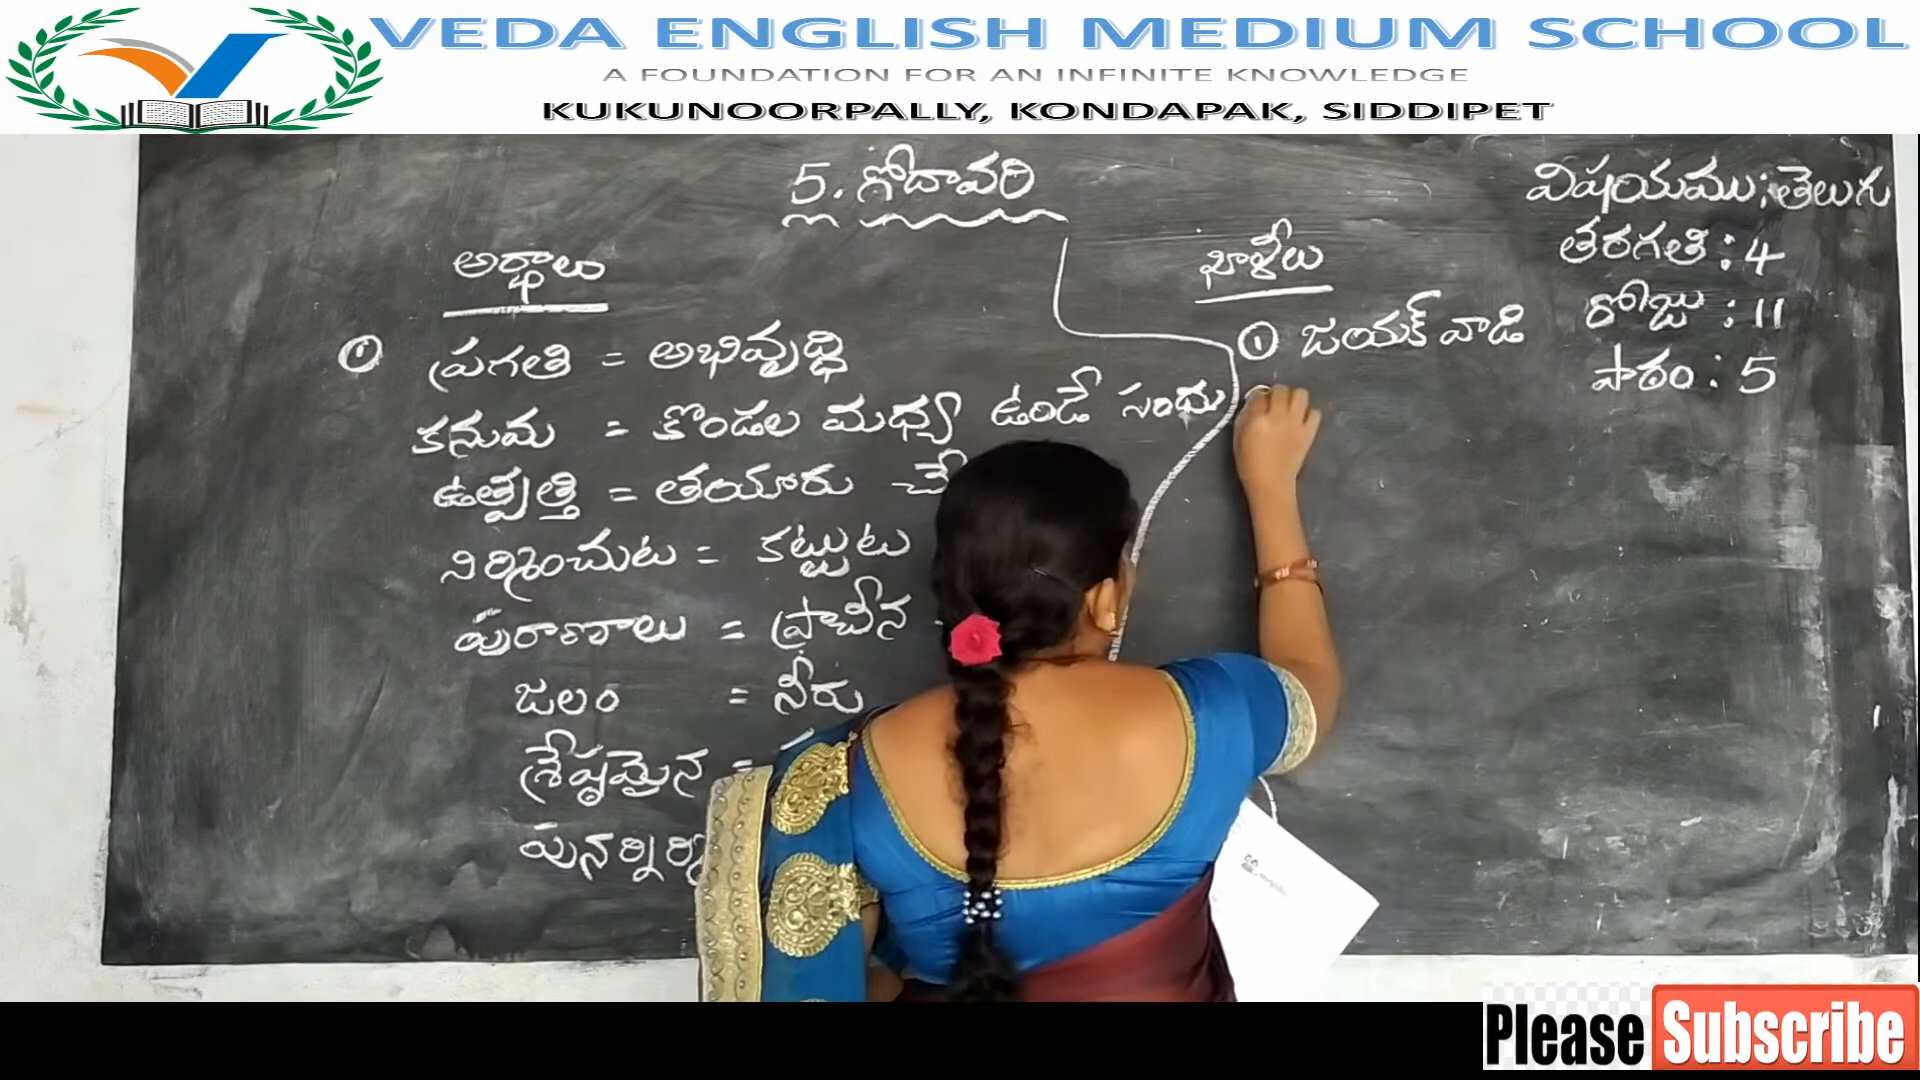 VEDA ENGLISH MEDIUM SCHOOL
A FOUNDATION FOR AN INFINITE KNOWLEDGE
KUKUNOORPALLY, KONDAPAK, SIDDIPET
5. గోదావరి
విషయము: తెలుగు
తరగతి : 4
రోజు : 11
పాఠం : 5
అర్థాలు
① ప్రగతి = అభివృద్ధి
కనుమ = కొండల మధ్య ఉండే సందు
ఉత్పత్తి = తయారు చే
నిర్మించుట = కట్టుట
పురాణాలు = ప్రాచీన
జలం = నీరు
శ్రేష్ఠమైన =
ఖాళీలు
① జయక్ వాడి
Please Subscribe